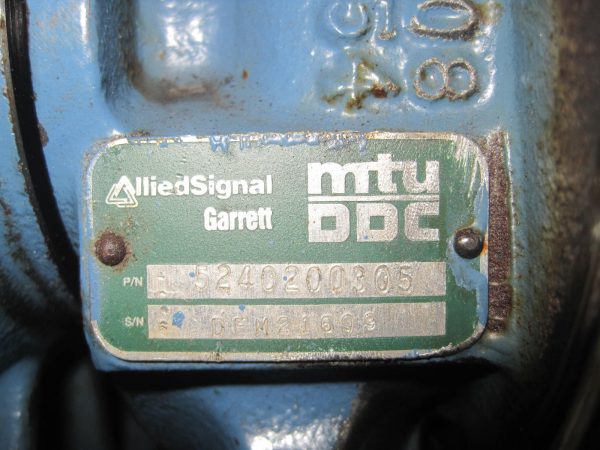 AlliedSignal
Garrett
mtu
DDC
P/N 5240200305
S/N